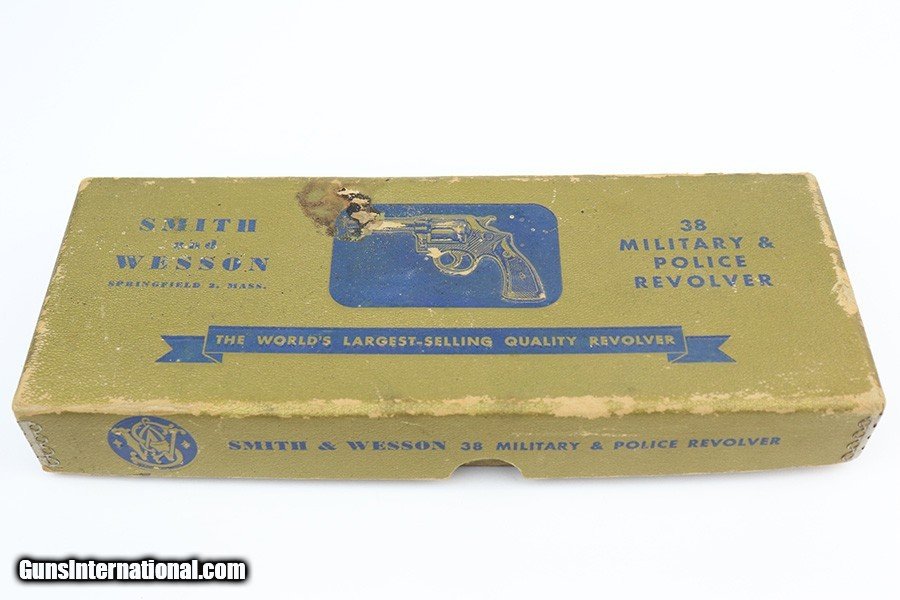 SMITH
and
WESSON
SPRINGFIELD 2, MASS.
38
MILITARY &
POLICE
REVOLVER
THE WORLD'S LARGEST-SELLING QUALITY REVOLVER
SMITH & WESSON 38 MILITARY & POLICE REVOLVER
GunsInternational.com